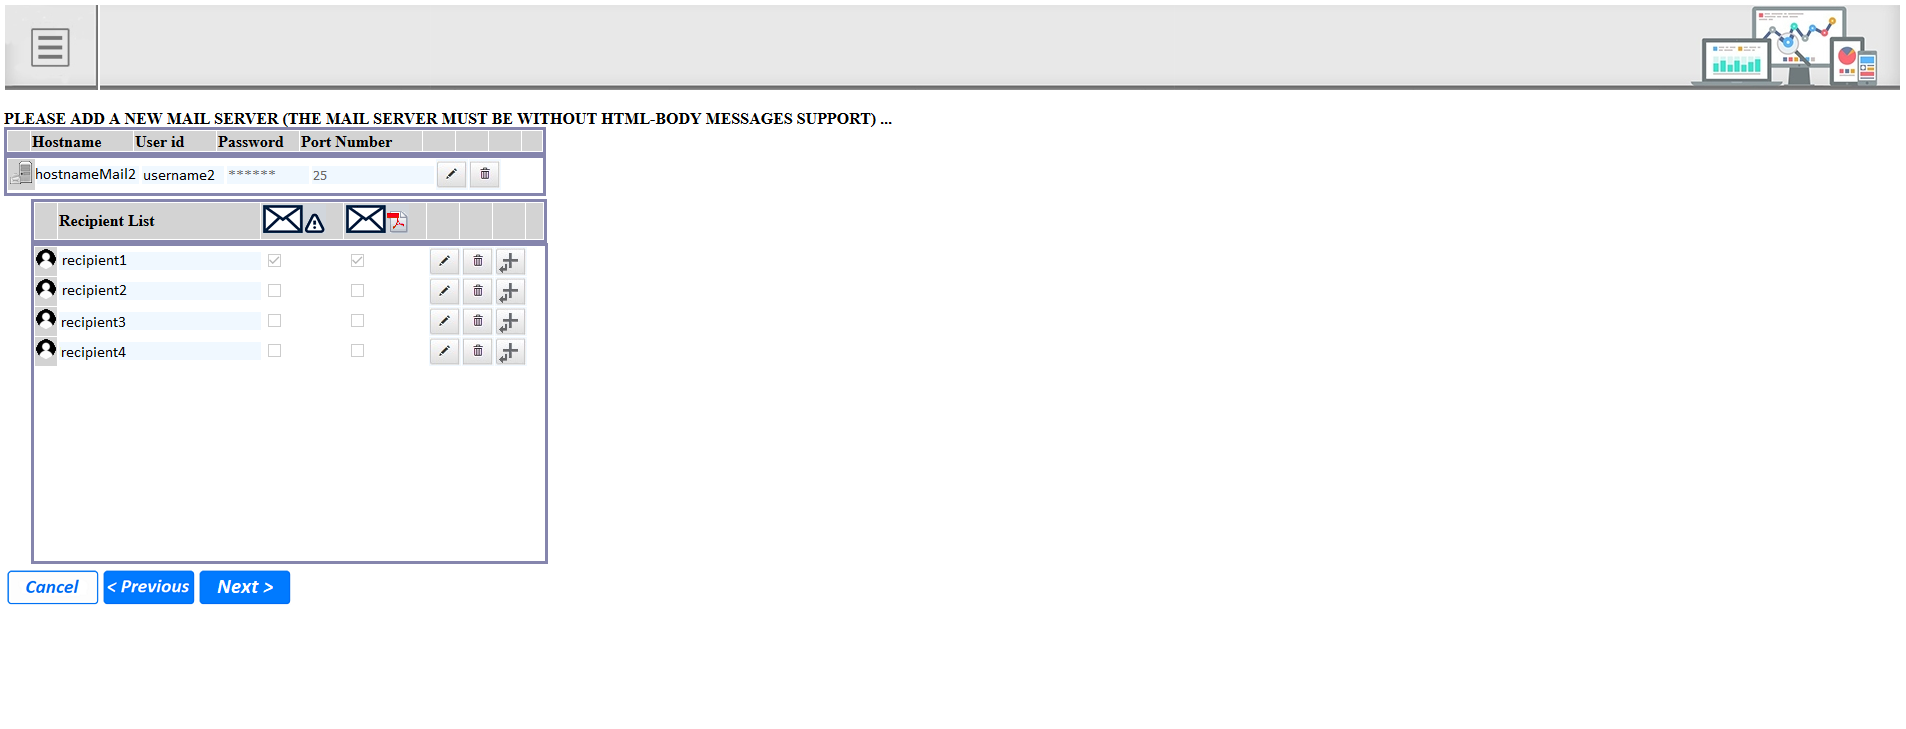 PLEASE ADD A NEW MAIL SERVER (THE MAIL SERVER MUST BE WITHOUT HTML-BODY MESSAGES SUPPORT) ...
Hostname User id Password Port Number
hostnameMail2 username2 ****** 25
Recipient List
recipient1
recipient2
recipient3
recipient4
Cancel < Previous Next >